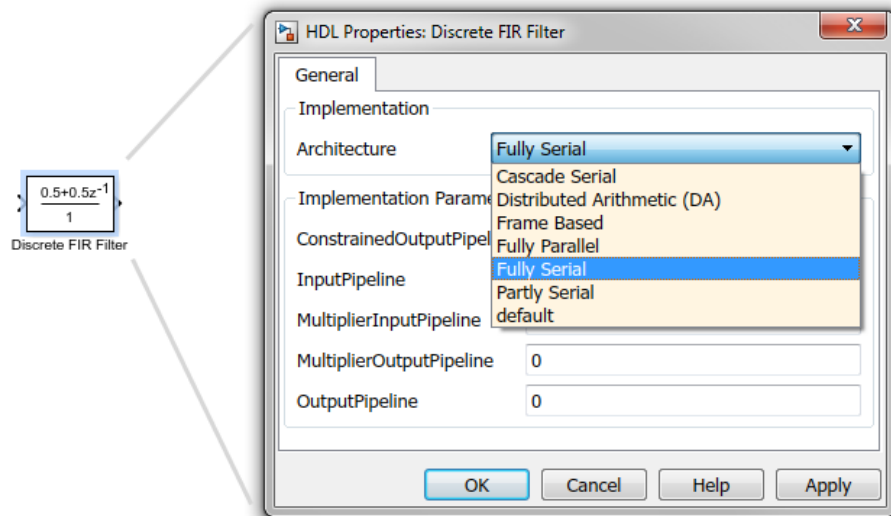 HDL Properties: Discrete FIR Filter
General
Implementation
Architecture
Fully Serial
Cascade Serial
Distributed Arithmetic (DA)
Frame Based
Fully Parallel
Fully Serial
Partly Serial
default
Implementation Parame
ConstrainedOutputPipel
InputPipeline
MultiplierInputPipeline
MultiplierOutputPipeline 0
OutputPipeline 0
OK Cancel Help Apply
0.5+0.5z^-1
1
Discrete FIR Filter